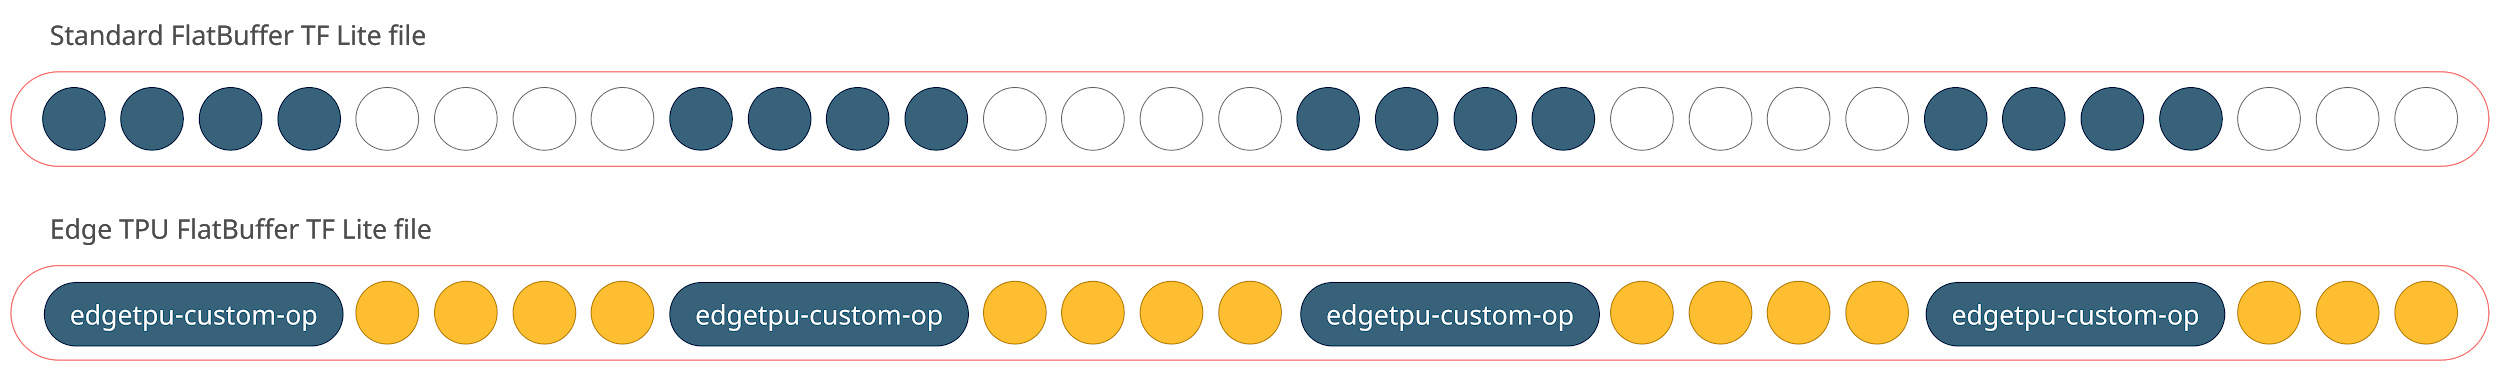 Standard FlatBuffer TF Lite file
Edge TPU FlatBuffer TF Lite file
edgetpu-custom-op edgetpu-custom-op edgetpu-custom-op edgetpu-custom-op